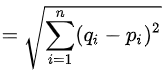 = \sqrt{\sum_{i=1}^{n} (q_i - p_i)^2}